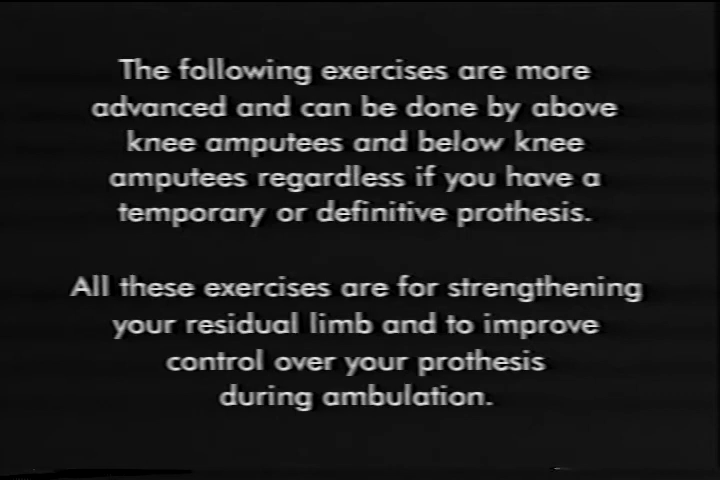 The following exercises are more
advanced and can be done by above
knee amputees and below knee
amputees regardless if you have a
temporary or definitive prothesis.
All these exercises are for strengthening
your residual limb and to improve
control over your prothesis
during ambulation.